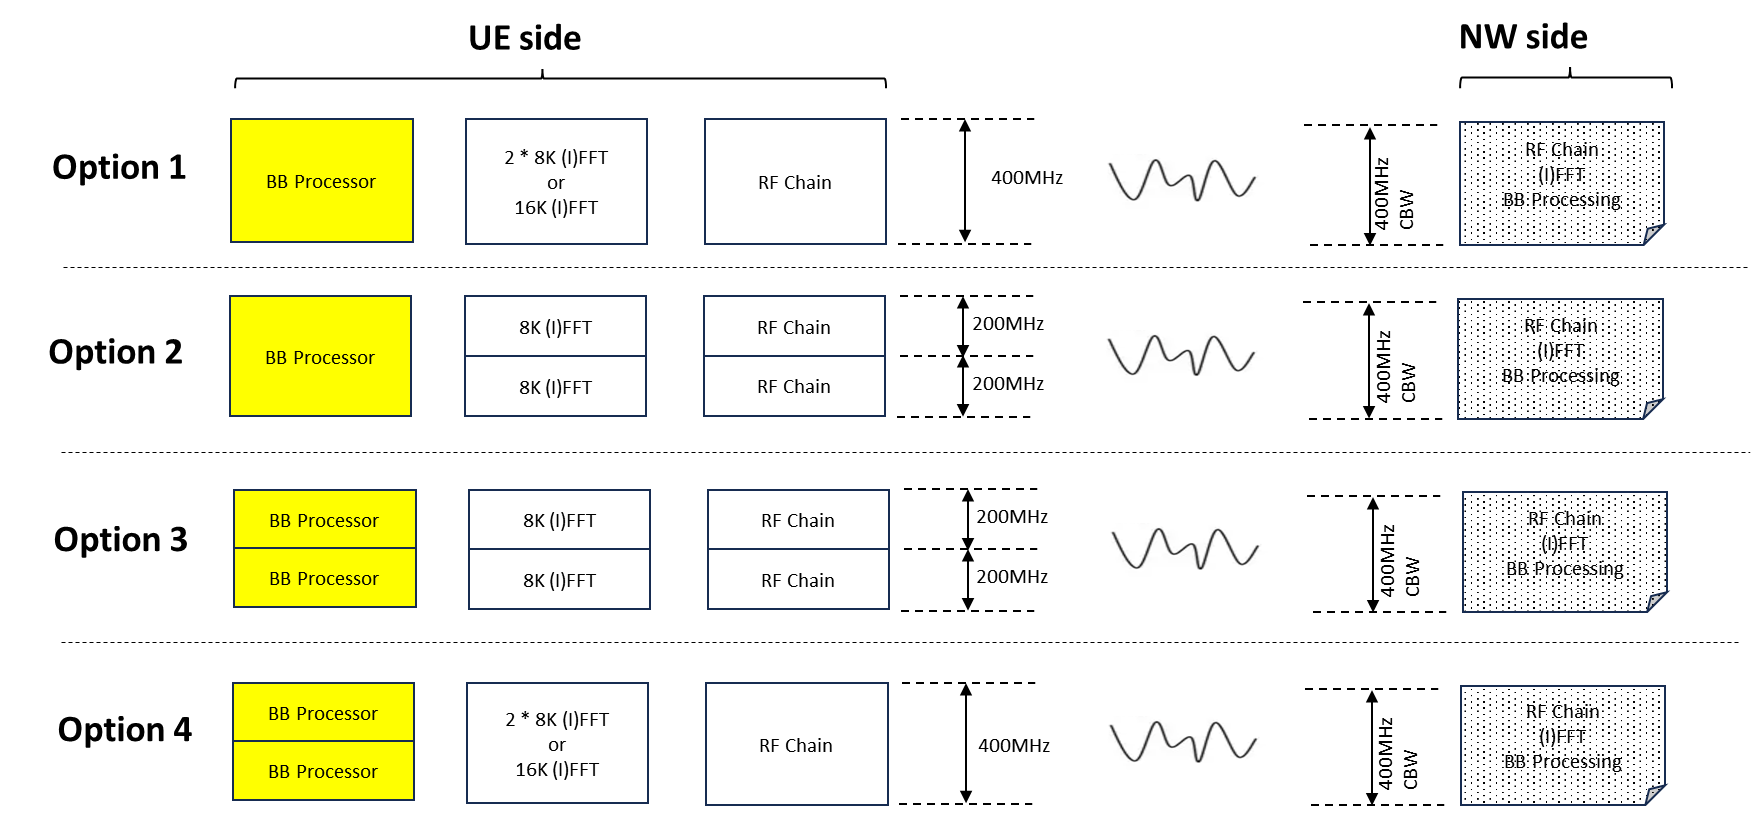 UE side
NW side
Option 1
BB Processor
2 * 8K (I)FFT
or
16K (I)FFT
RF Chain
400MHz
400MHz
CBW
RF Chain
(I)FFT
BB Processing
Option 2
BB Processor
8K (I)FFT
8K (I)FFT
RF Chain
RF Chain
200MHz
200MHz
400MHz
CBW
RF Chain
(I)FFT
BB Processing
Option 3
BB Processor
BB Processor
8K (I)FFT
8K (I)FFT
RF Chain
RF Chain
200MHz
200MHz
400MHz
CBW
RF Chain
(I)FFT
BB Processing
Option 4
BB Processor
BB Processor
2 * 8K (I)FFT
or
16K (I)FFT
RF Chain
400MHz
400MHz
CBW
RF Chain
(I)FFT
BB Processing